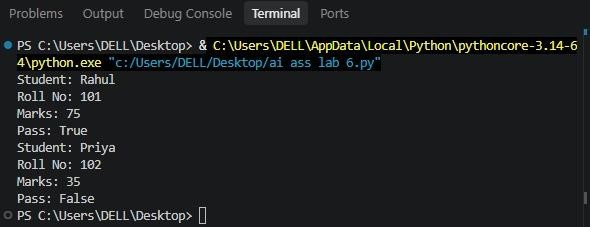 Problems Output Debug Console Terminal Ports
PS C:\Users\DELL\Desktop> & C:\Users\DELL\AppData\Local\Python\pythoncore-3.14-6
4\python.exe "c:/Users/DELL/Desktop/ai ass lab 6.py"
Student: Rahul
Roll No: 101
Marks: 75
Pass: True
Student: Priya
Roll No: 102
Marks: 35
Pass: False
PS C:\Users\DELL\Desktop>